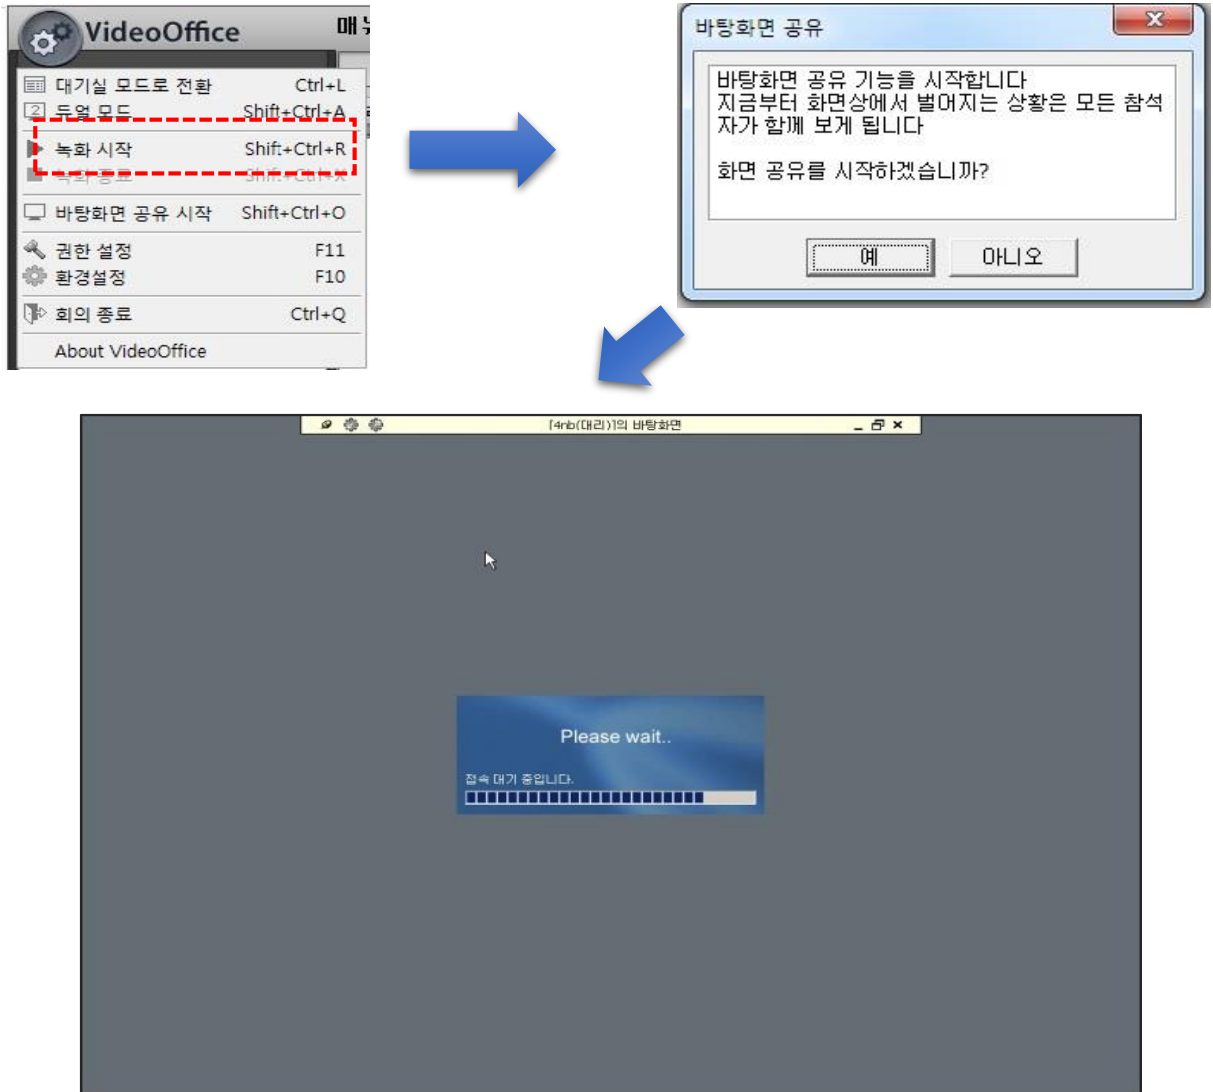 VideoOffice
매
대기실 모드로 전환 Ctrl+L
듀얼 모드 Shift+Ctrl+A
녹화 시작 Shift+Ctrl+R
녹화 종료 Shift+Ctrl+X
바탕화면 공유 시작 Shift+Ctrl+O
권한 설정 F11
환경설정 F10
회의 종료 Ctrl+Q
About VideoOffice
바탕화면 공유
바탕화면 공유 기능을 시작합니다
지금부터 화면상에서 벌어지는 상황은 모든 참석
자가 함께 보게 됩니다
화면 공유를 시작하겠습니까?
예 아니오
[4nb(대리)]의 바탕화면
Please wait..
접속 대기 중입니다.